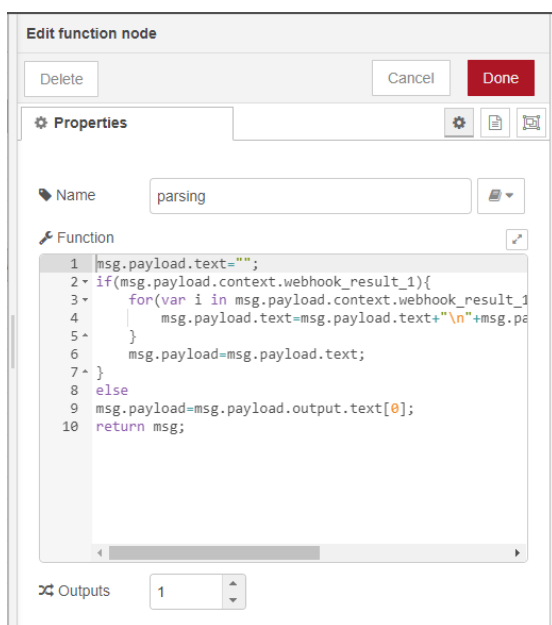 Edit function node
Delete Cancel Done
Properties
Name parsing
Function
1 msg.payload.text="";
2 if(msg.payload.context.webhook_result_1){
3 for(var i in msg.payload.context.webhook_result_1
4 msg.payload.text=msg.payload.text+"\n"+msg.pa
5 }
6 msg.payload=msg.payload.text;
7 }
8 else
9 msg.payload=msg.payload.output.text[0];
10 return msg;
Outputs 1